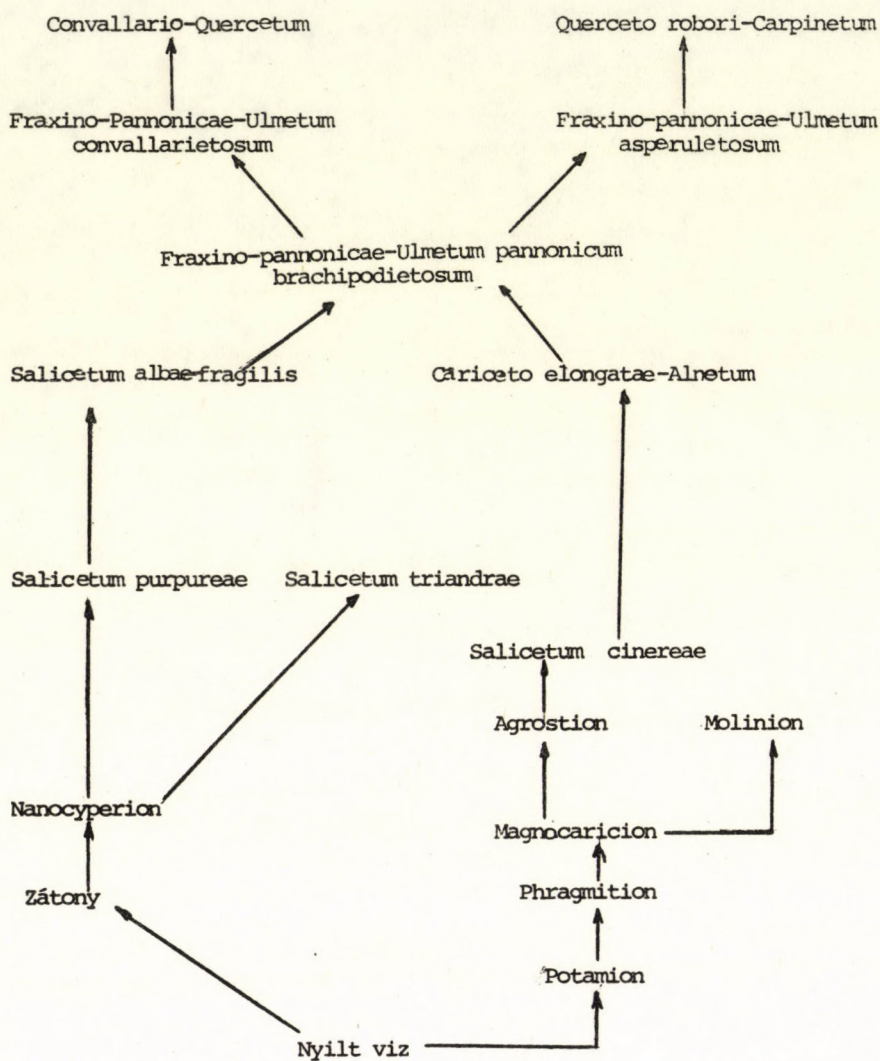 Convallario-Quercetum
Querceto robori-Carpinetum
Fraxino-Pannonicae-Ulmetum
convallarietosum
Fraxino-pannonicae-Ulmetum
asperuletosum
Fraxino-pannonicae-Ulmetum pannonicum
brachipodietosum
Salicetum albae-fragilis
Cariceto elongatae-Alnetum
Salicetum purpureae
Salicetum triandrae
Salicetum cinereae
Agrostion
Molinion
Nanocyperion
Magnocaricion
Zátony
Phragmition
Potamion
Nyilt viz